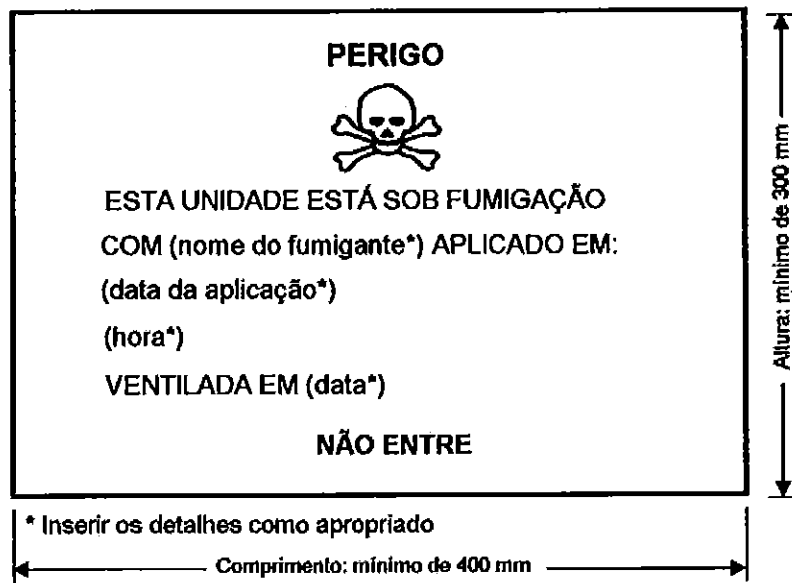 PERIGO
ESTA UNIDADE ESTÁ SOB FUMIGAÇÃO
COM (nome do fumigante*) APLICADO EM:
(data da aplicação*)
(hora*)
VENTILADA EM (data*)
NÃO ENTRE
* Inserir os detalhes como apropriado
Comprimento: mínimo de 400 mm
Altura: mínimo de 300 mm